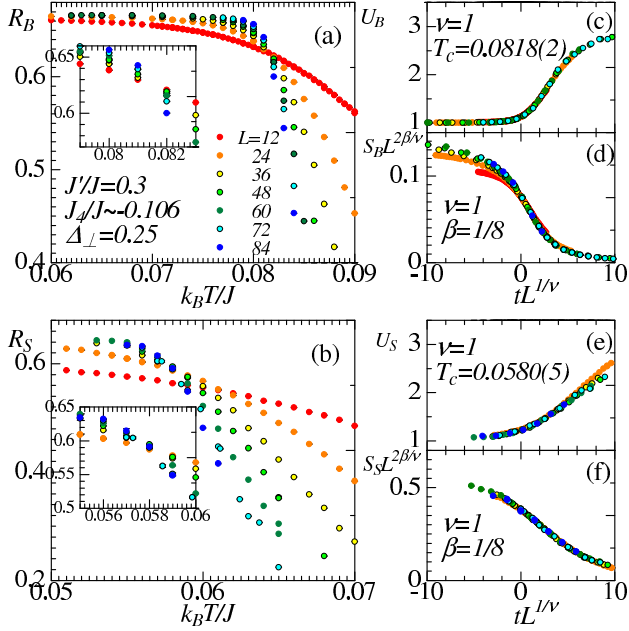 R_B
(a)
0.6
0.5
0.4
0.06
0.07
0.08
0.09
k_BT/J
0.65
0.6
0.08
0.082
L=12
24
36
48
60
72
84
J'/J=0.3
J_4/J~-0.106
Δ_⊥=0.25
U_B
(c)
3
2
1
ν=1
T_c=0.0818(2)
S_BL^{2β/ν}
(d)
0.1
0
ν=1
β=1/8
-10
0
10
tL^{1/ν}
R_S
(b)
0.6
0.4
0.2
0.05
0.06
0.07
k_BT/J
0.65
0.6
0.55
0.5
0.056
0.058
0.06
U_S
(e)
3
2
1
ν=1
T_c=0.0580(5)
S_SL^{2β/ν}
(f)
0.5
0
ν=1
β=1/8
-10
0
10
tL^{1/ν}